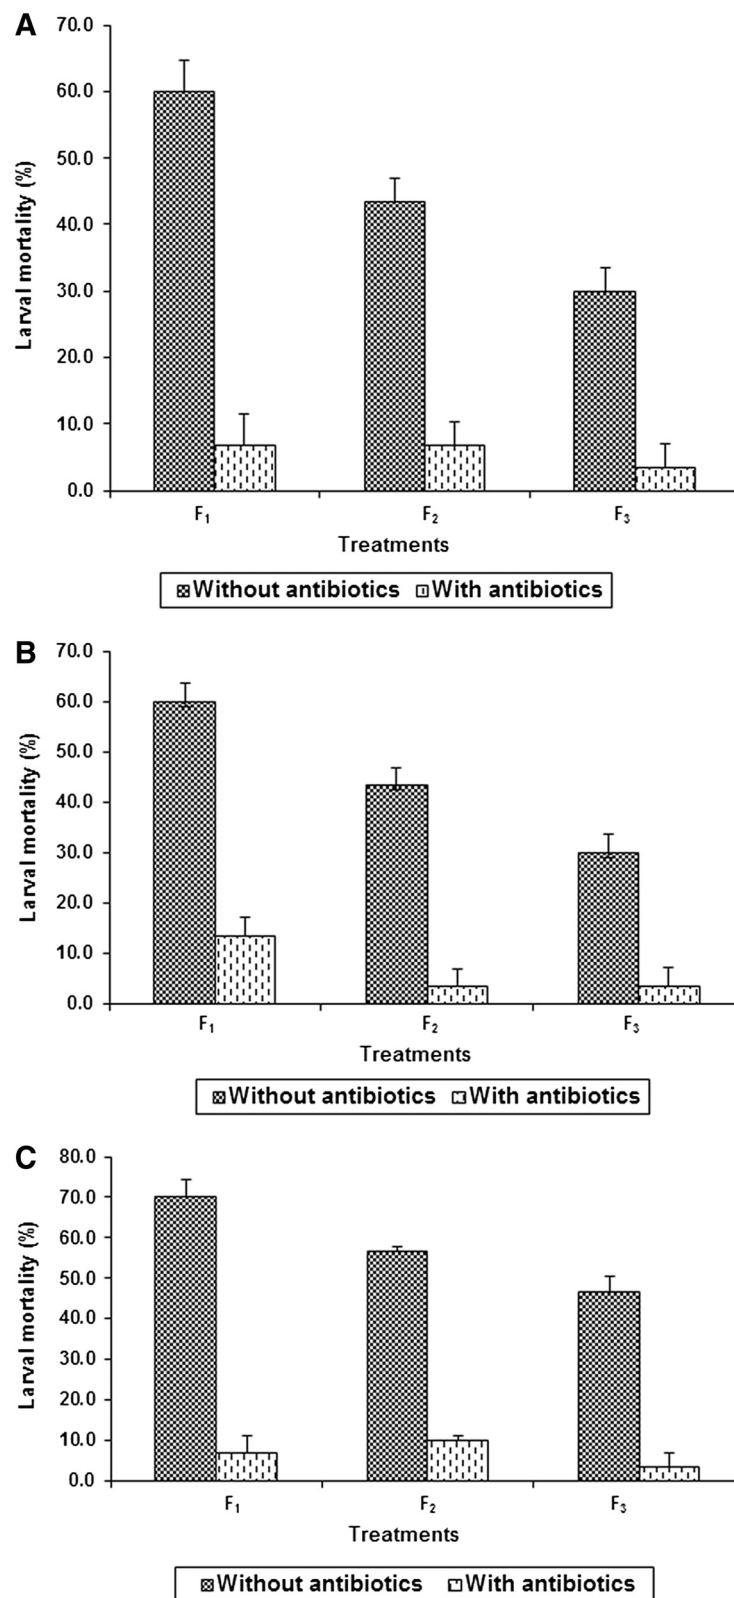 A
Larval mortality (%)
70.0
60.0
50.0
40.0
30.0
20.0
10.0
0.0
F₁ F₂ F₃
Treatments
Without antibiotics With antibiotics
B
Larval mortality (%)
70.0
60.0
50.0
40.0
30.0
20.0
10.0
0.0
F₁ F₂ F₃
Treatments
Without antibiotics With antibiotics
C
Larval mortality (%)
80.0
70.0
60.0
50.0
40.0
30.0
20.0
10.0
0.0
F₁ F₂ F₃
Treatments
Without antibiotics With antibiotics